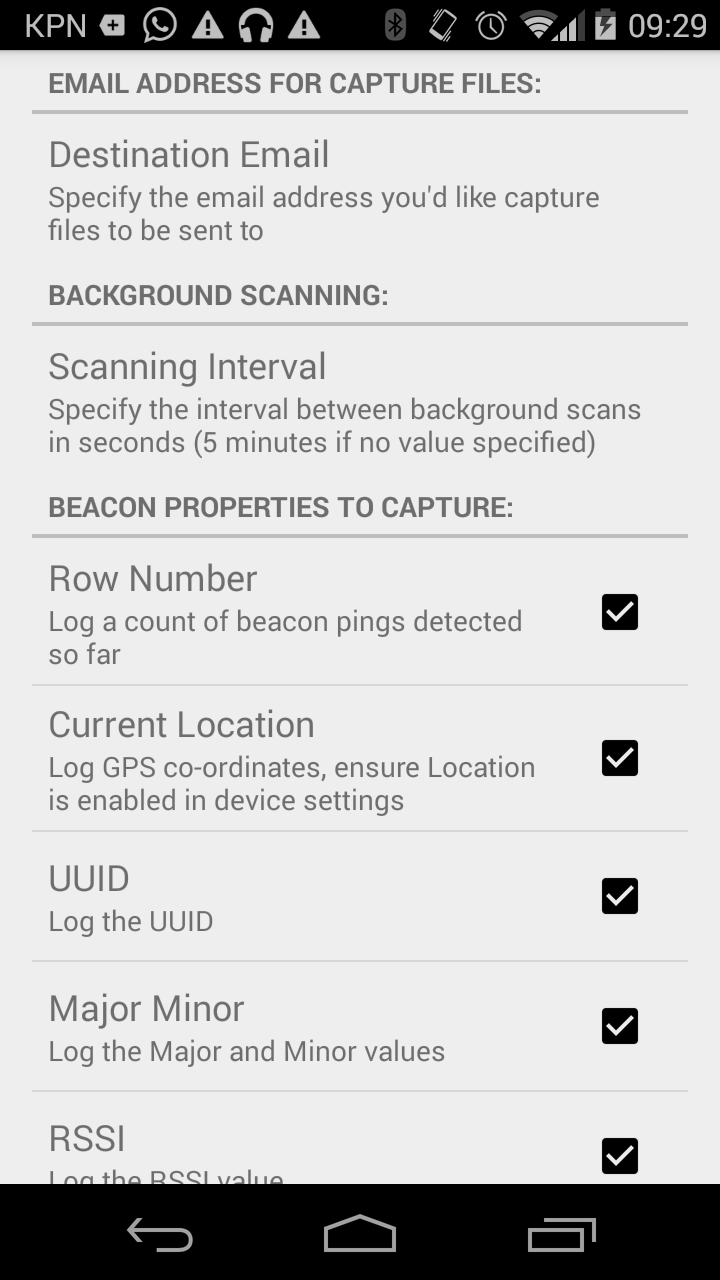 KPN 09:29
EMAIL ADDRESS FOR CAPTURE FILES:
Destination Email
Specify the email address you'd like capture
files to be sent to
BACKGROUND SCANNING:
Scanning Interval
Specify the interval between background scans
in seconds (5 minutes if no value specified)
BEACON PROPERTIES TO CAPTURE:
Row Number
Log a count of beacon pings detected
so far
Current Location
Log GPS co-ordinates, ensure Location
is enabled in device settings
UUID
Log the UUID
Major Minor
Log the Major and Minor values
RSSI
Log the RSSI value